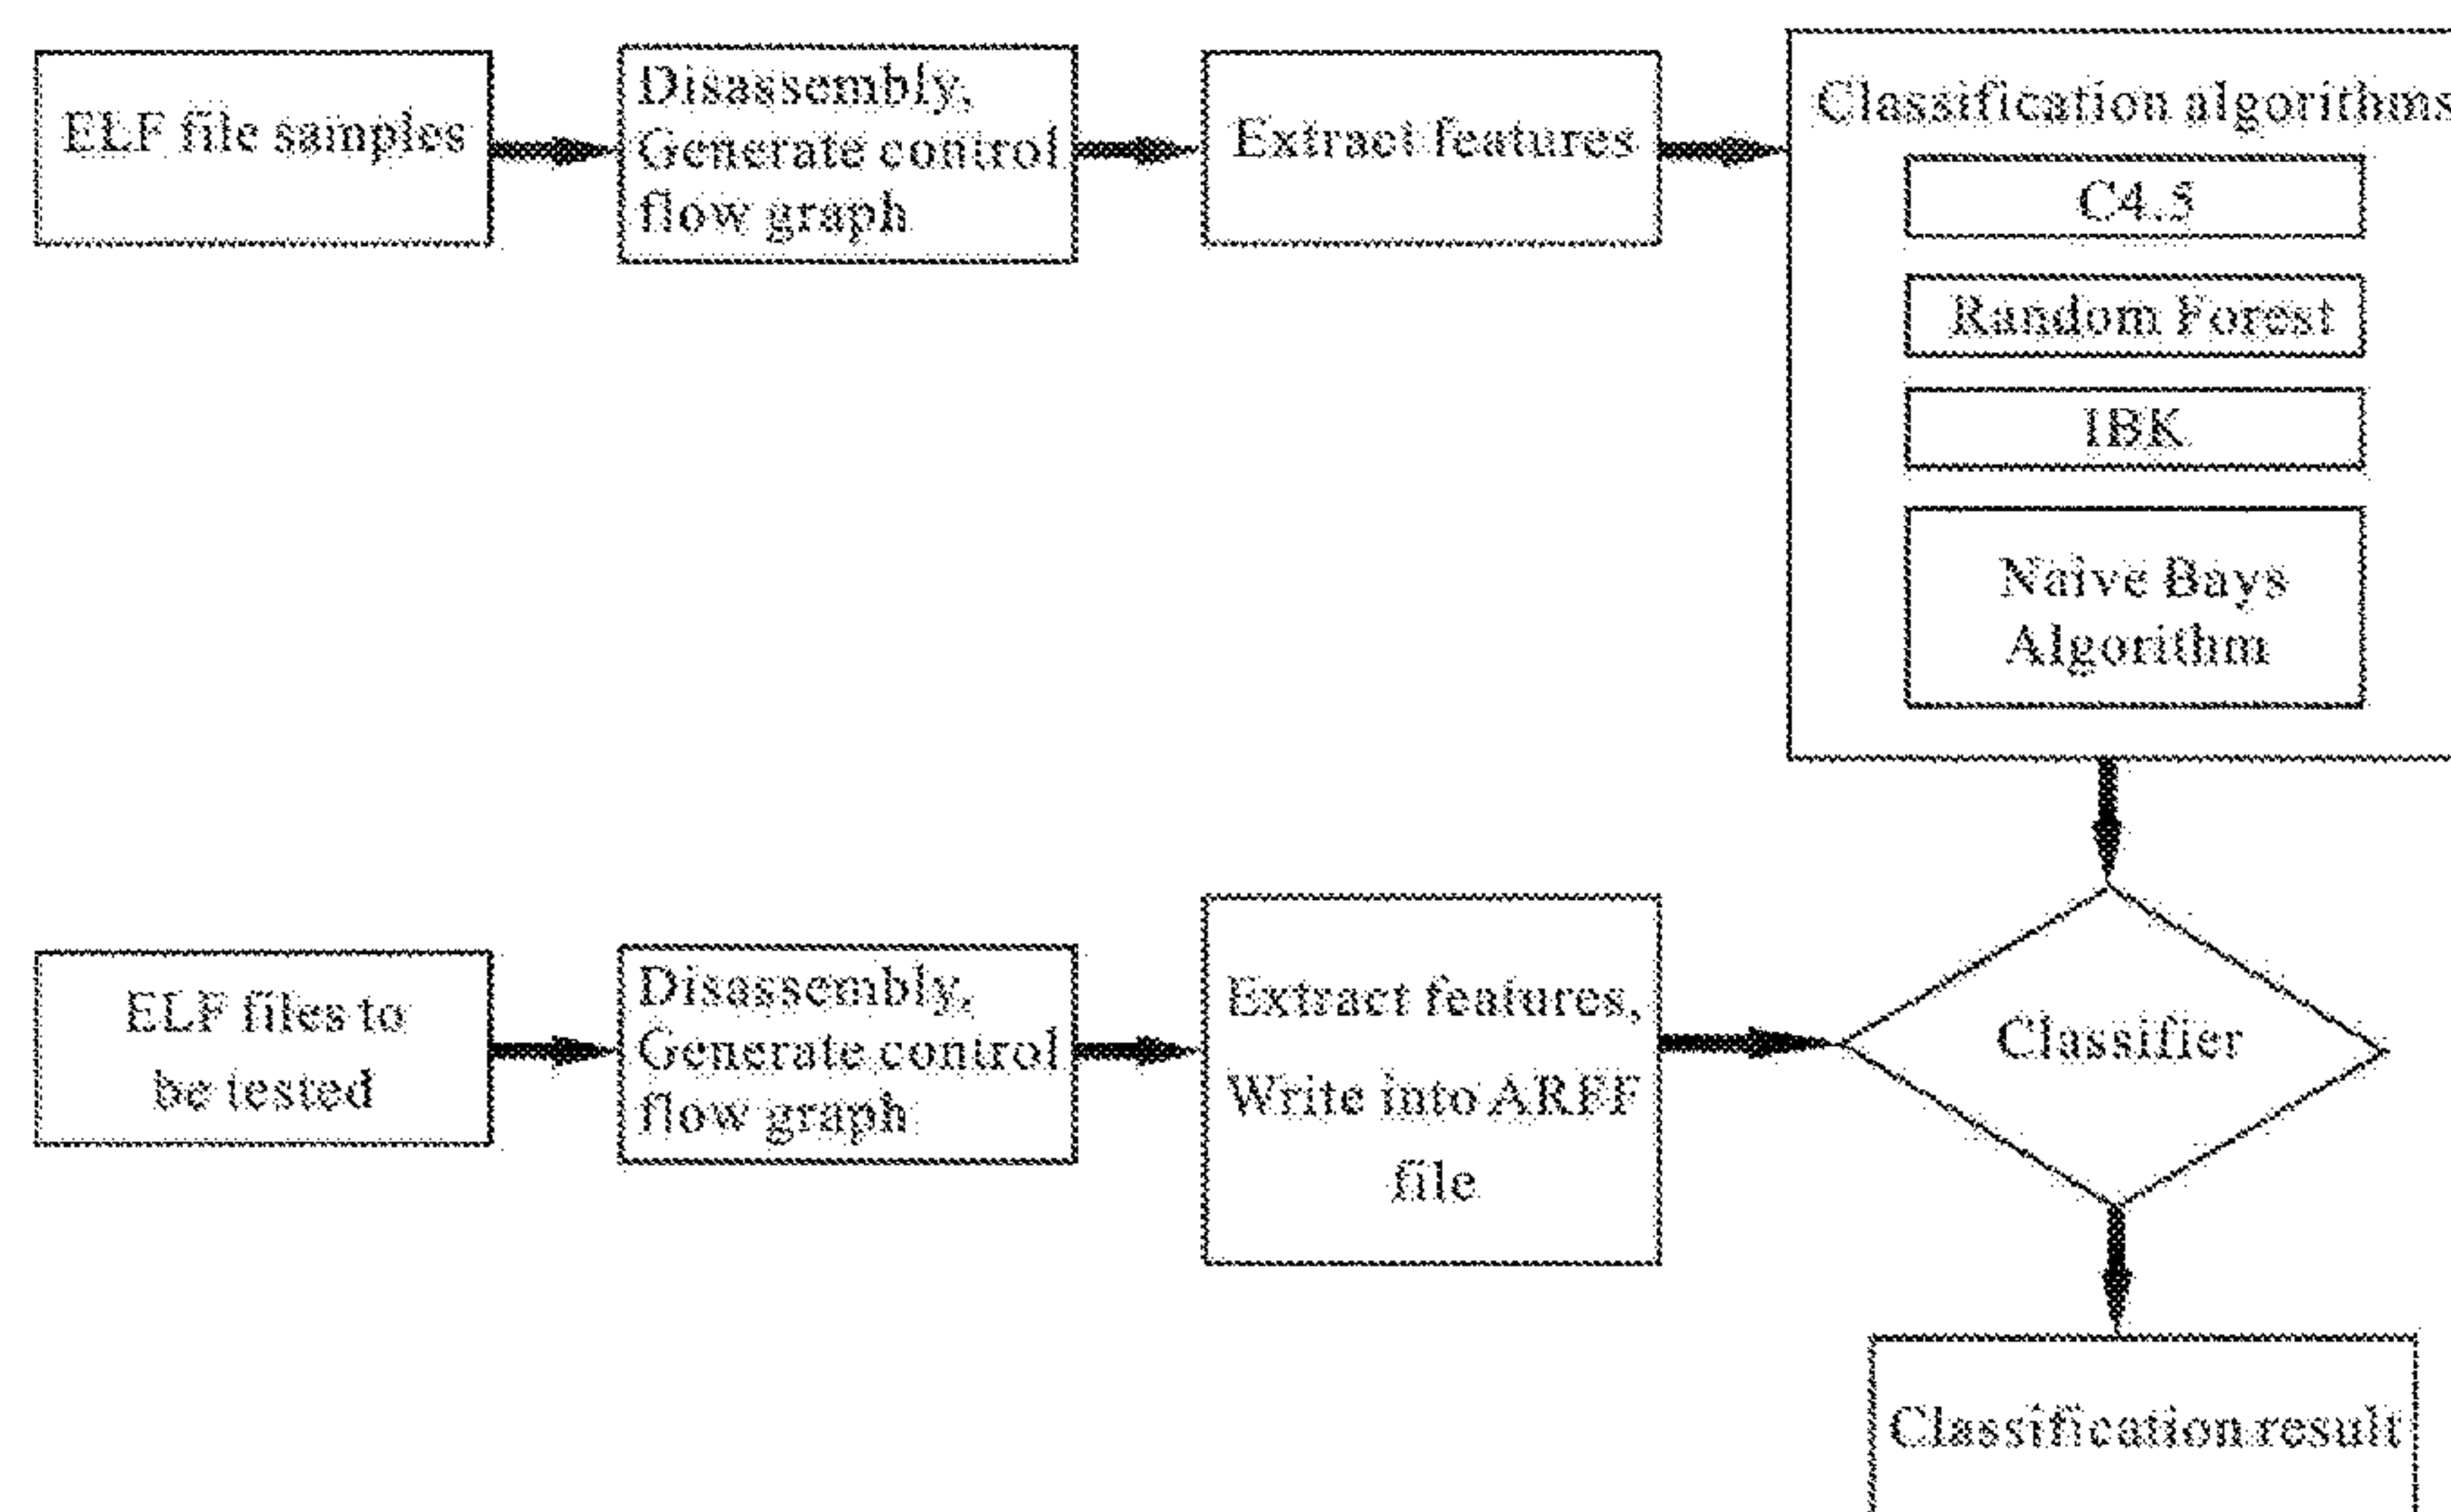 ELF file samples
Disassembly,
Generate control
flow graph
Extract features
Classification algorithms
C4.5
Random Forest
IBK
Naive Bays
Algorithm
ELF files to
be tested
Disassembly,
Generate control
flow graph
Extract features,
Write into ARFF
file
Classifier
Classification result